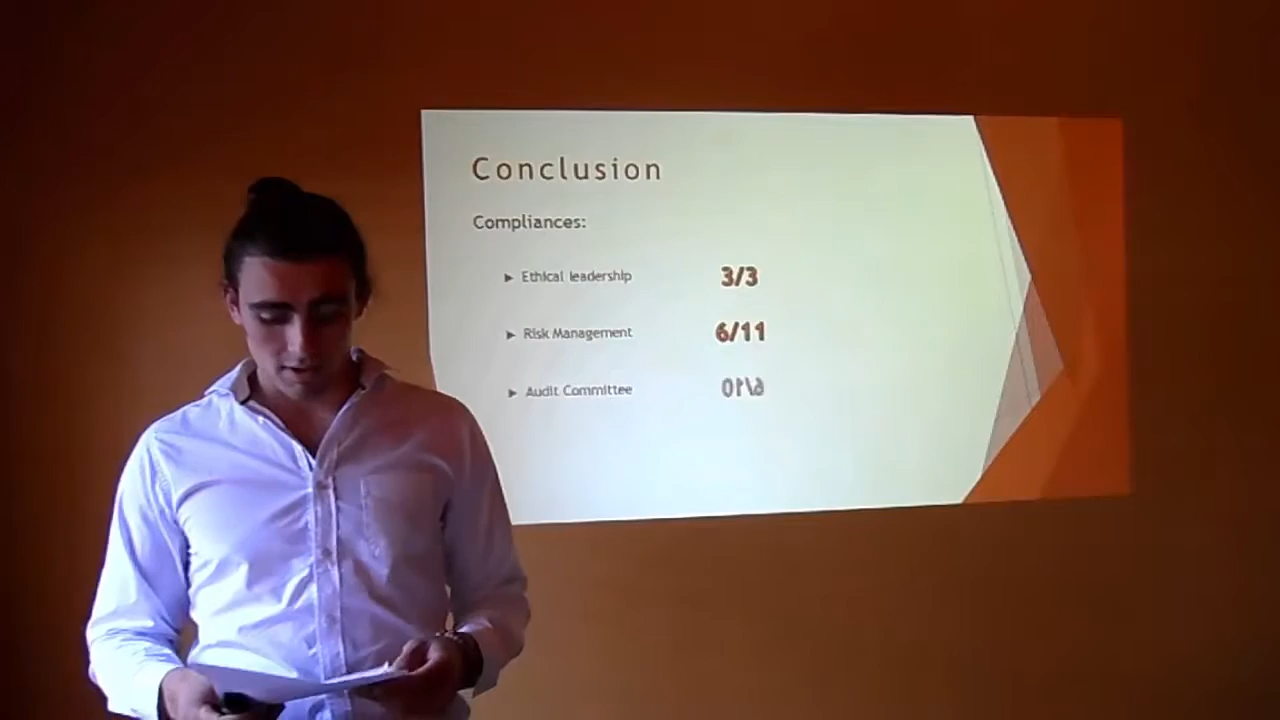 Conclusion
Compliances:
► Ethical leadership 3/3
► Risk Management 6/11
► Audit Committee